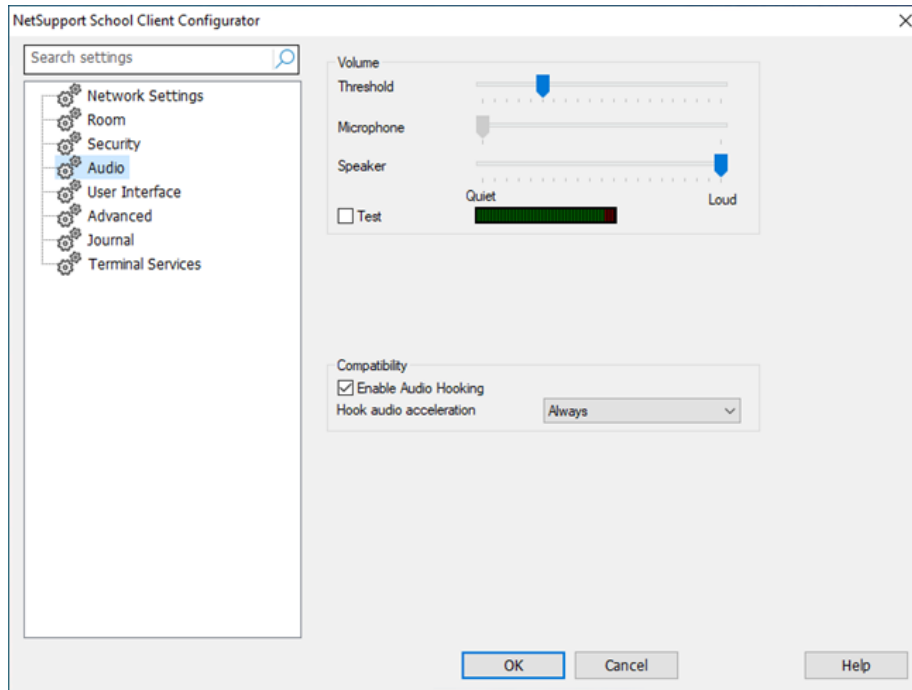 NetSupport School Client Configurator
Search settings
Network Settings
Room
Security
Audio
User Interface
Advanced
Journal
Terminal Services
Volume
Threshold
Microphone
Speaker
Quiet
Loud
Test
Compatibility
Enable Audio Hooking
Hook audio acceleration
Always
OK
Cancel
Help